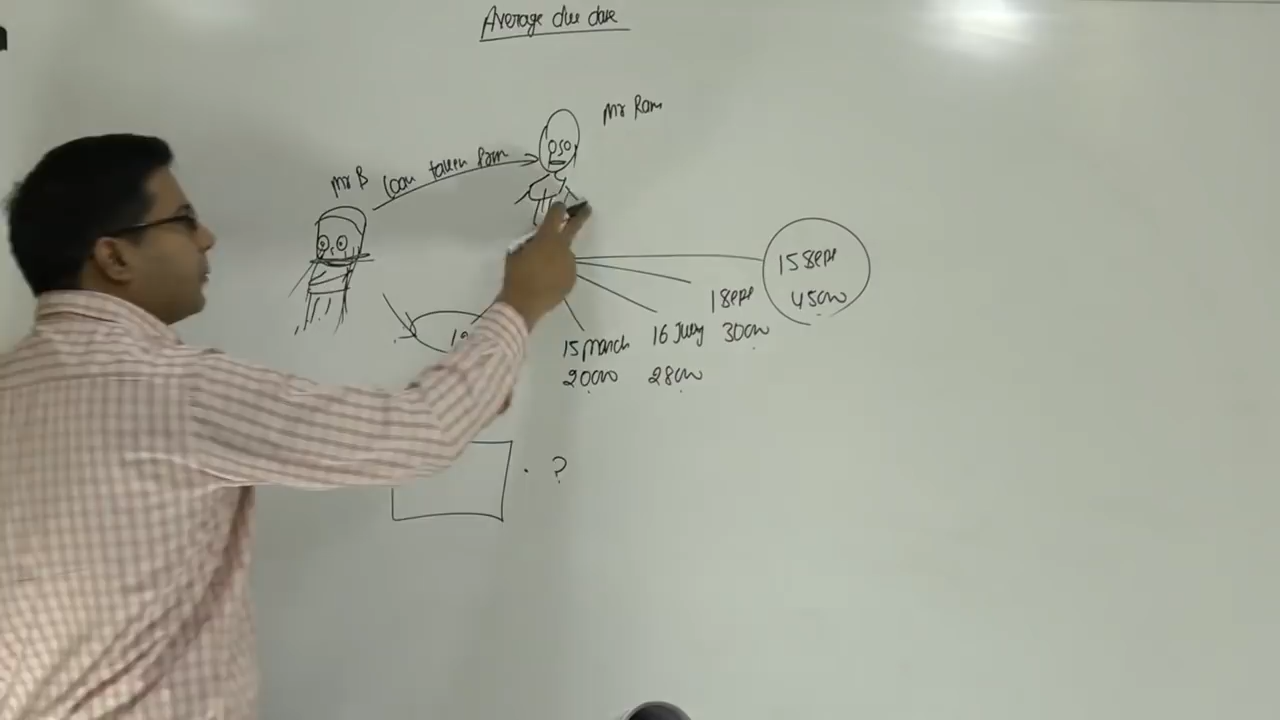 Average due date
Mr Ram
Mr B
loan taken from
15 Sept
4500
1 Sept
3000
15 March
2000
16 July
2800
?